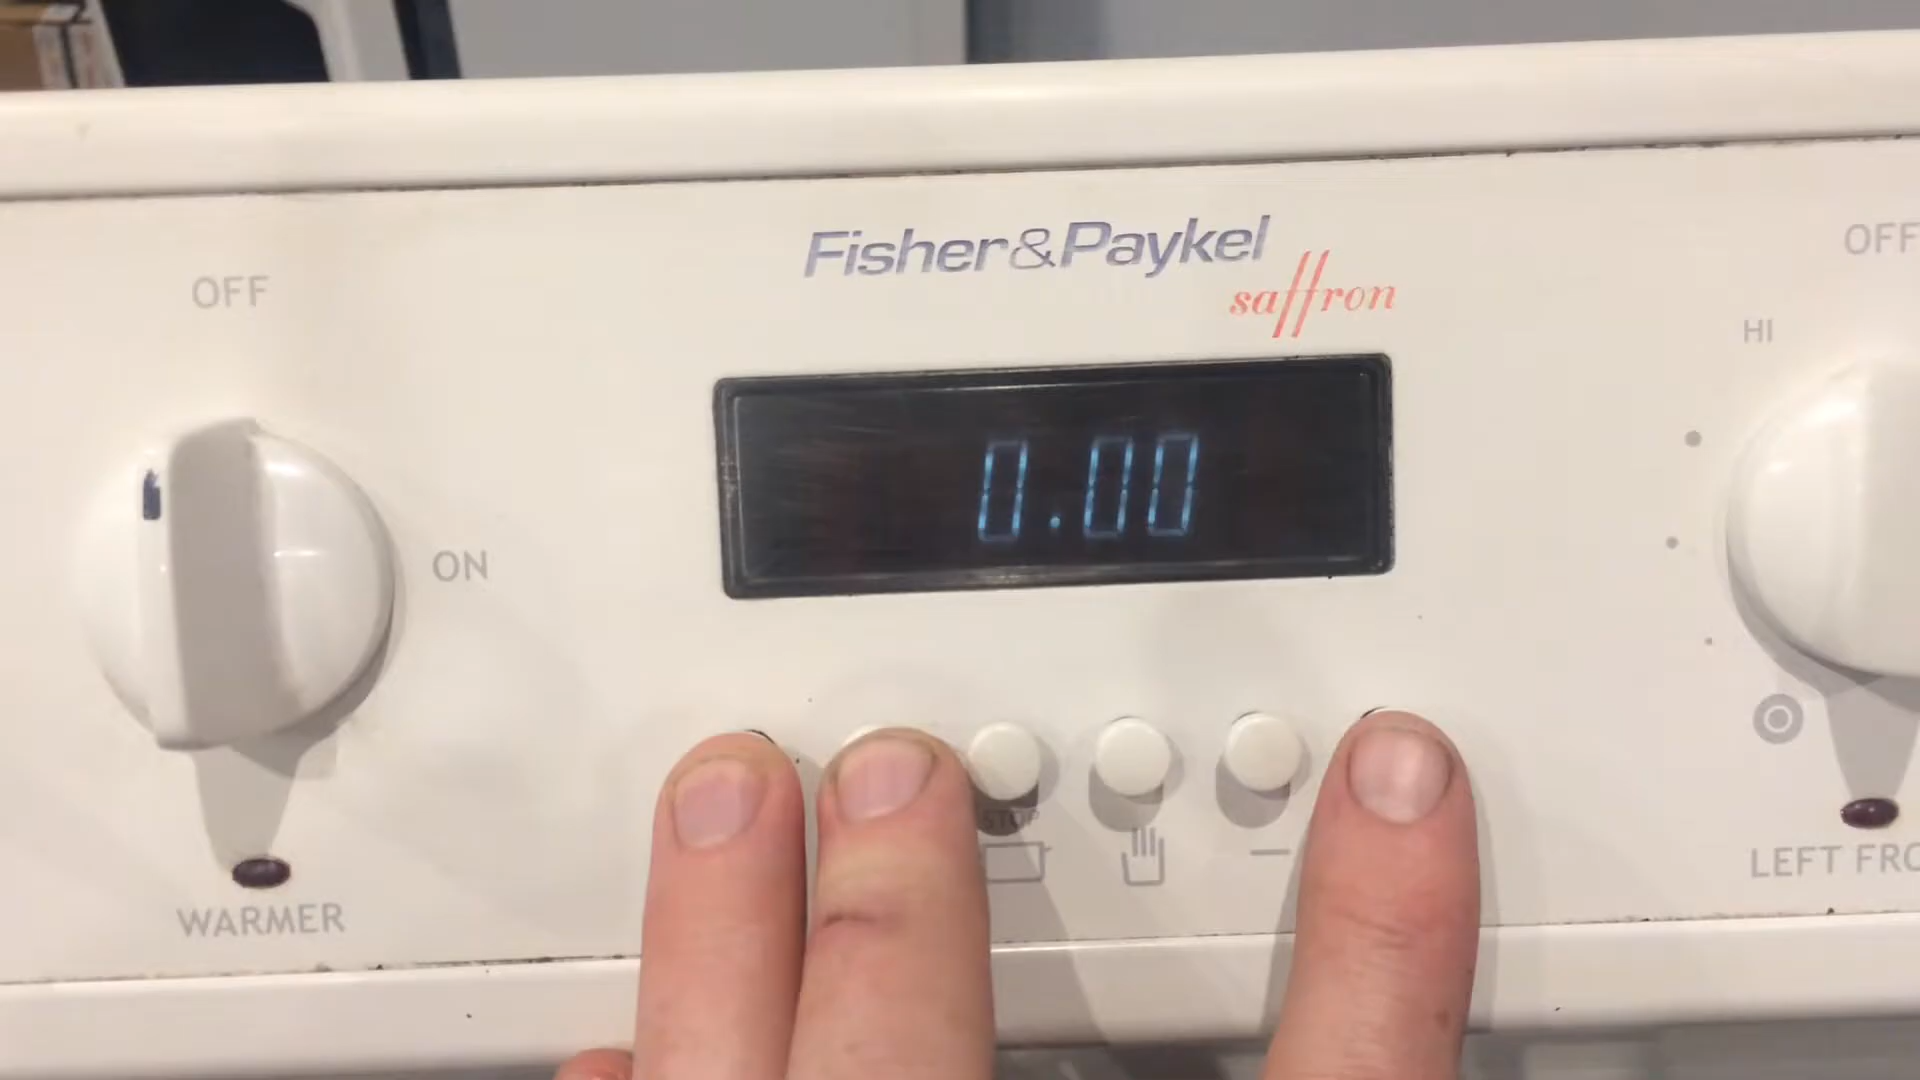 Fisher&Paykel
saffron
OFF
OFF
HI
0.00
ON
STOP
WARMER
LEFT FRO